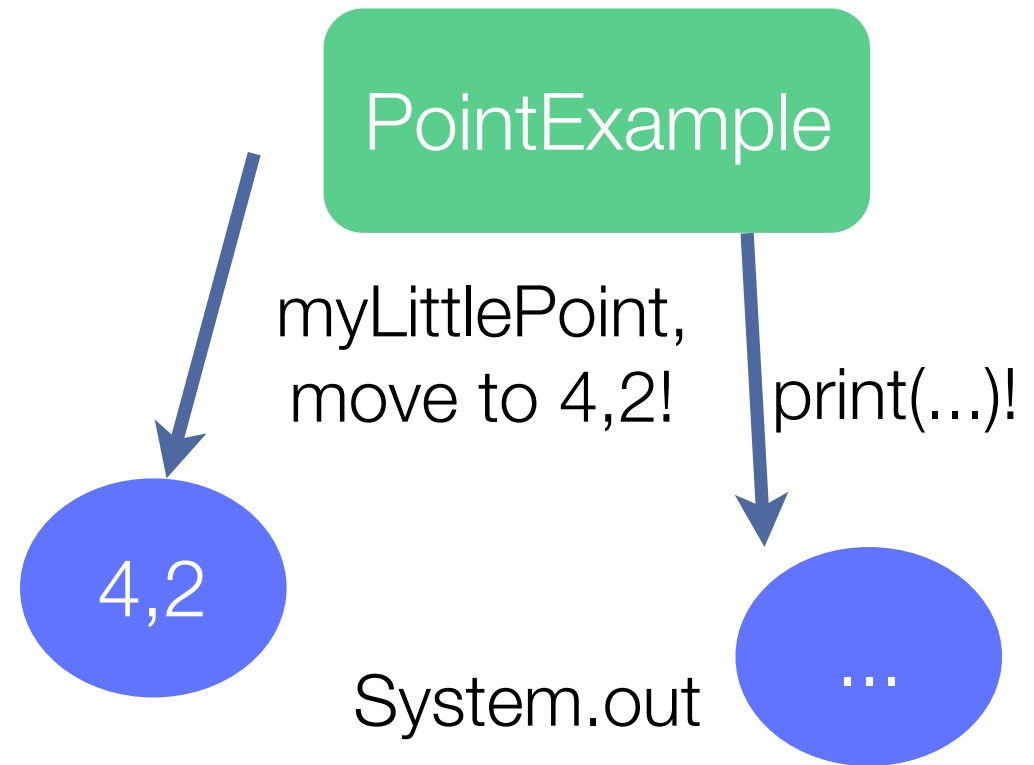 PointExample
myLittlePoint,
move to 4,2!
print(...)!
4,2
...
System.out